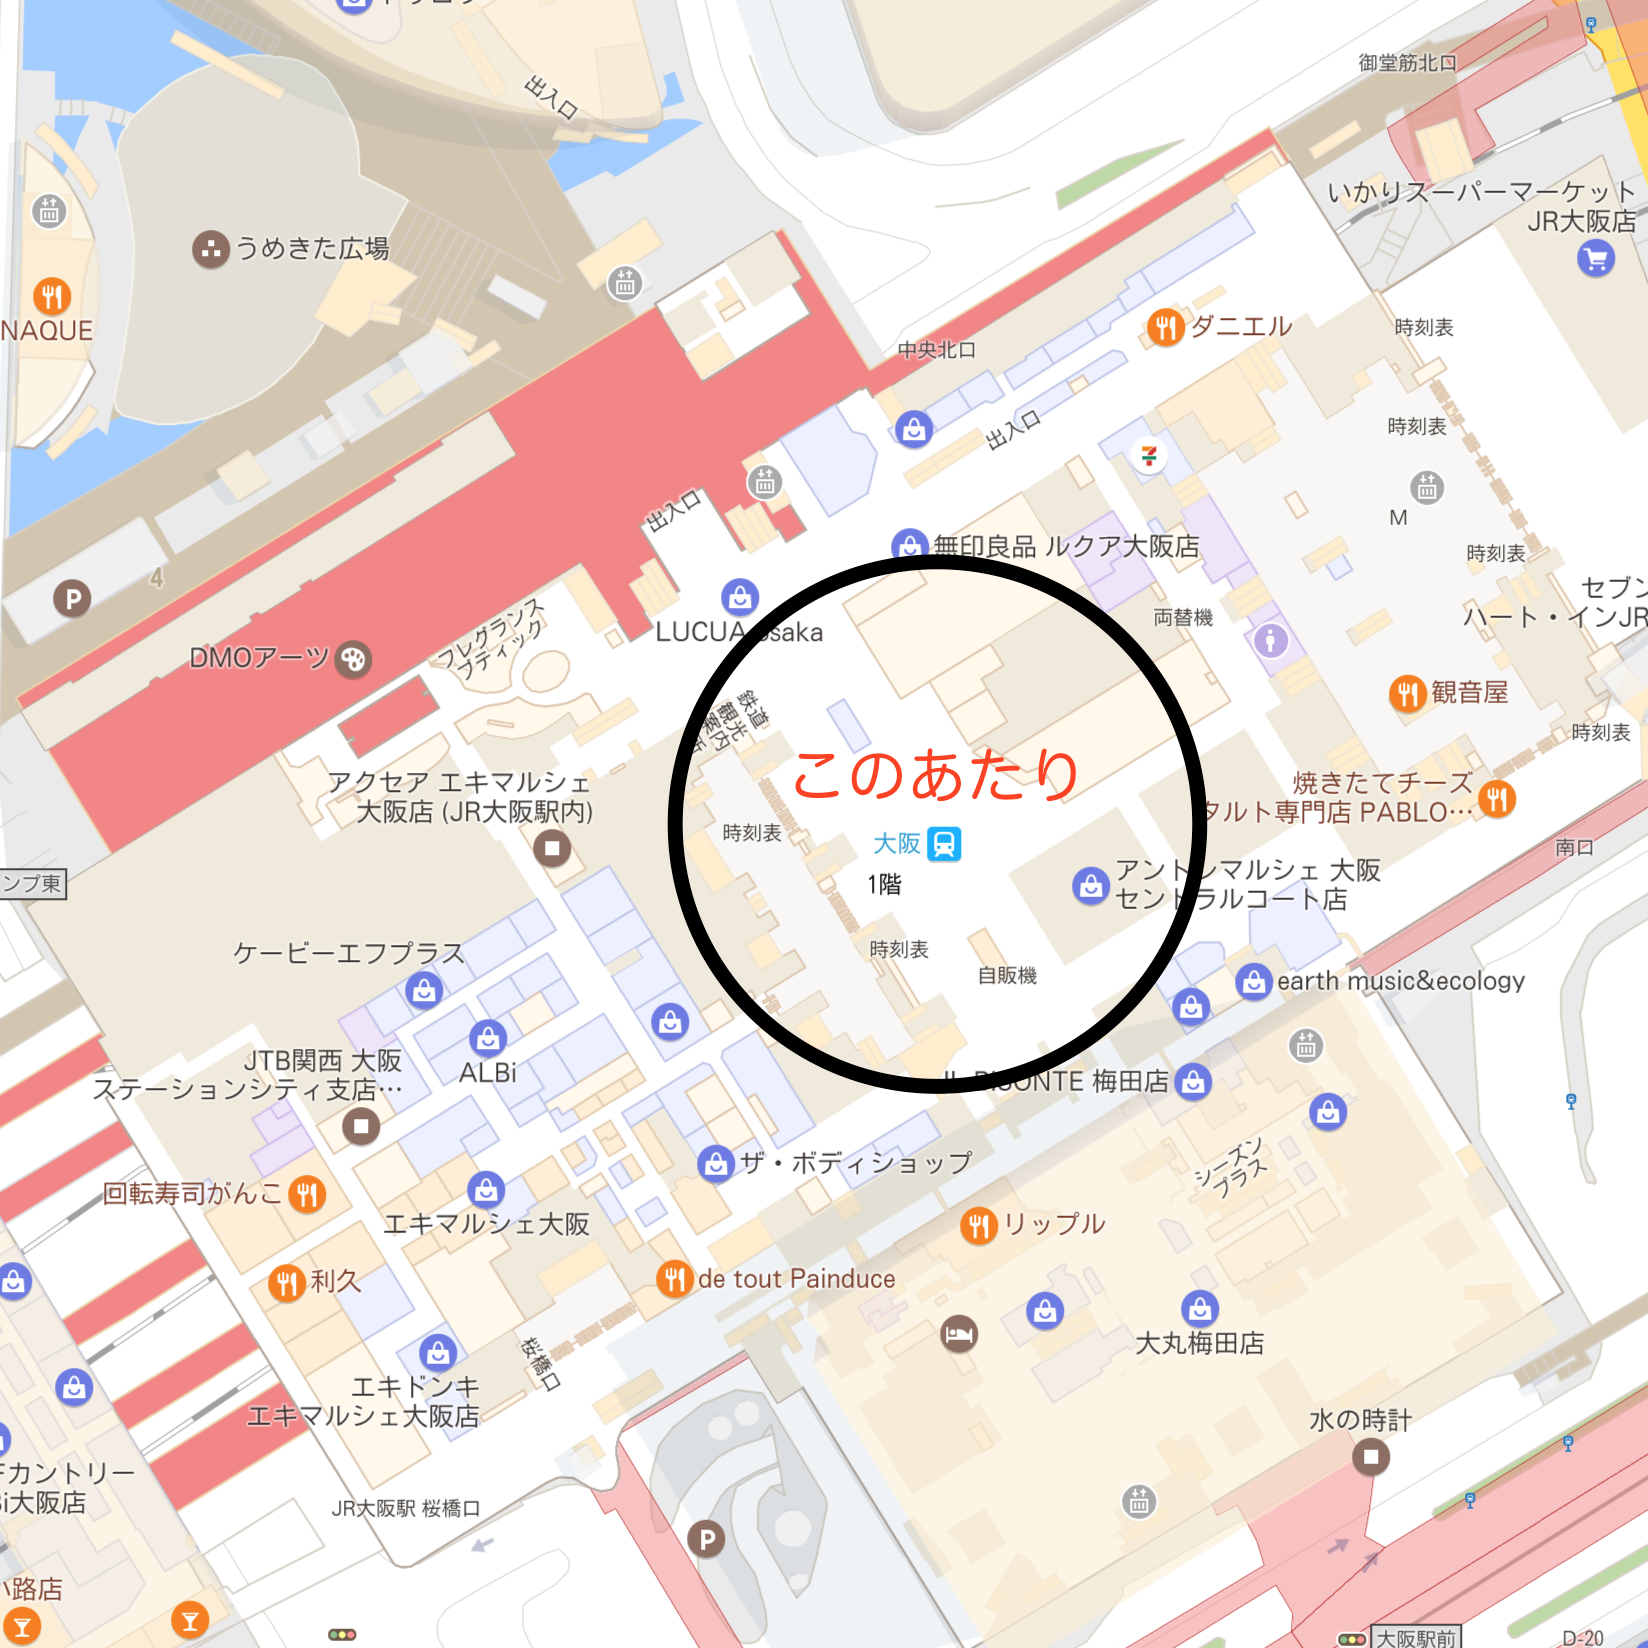 出入口
御堂筋北口
いかりスーパーマーケット
JR大阪店
うめきた広場
NAQUE
ダニエル
時刻表
中央北口
出入口
時刻表
M
出入口
4
P
無印良品 ルクア大阪店
時刻表
LUCUA osaka
両替機
セブン
ハート・インJR
DMOアーツ
フレグランス
ブティック
鉄道
観光
案内
所
観音屋
時刻表
このあたり
アクセア エキマルシェ
大阪店 (JR大阪駅内)
焼きたてチーズ
タルト専門店 PABLO…
時刻表
大阪
1階
南口
アントレマルシェ 大阪
セントラルコート店
ンプ東
ケービーエフプラス
時刻表
自販機
earth music&ecology
JTB関西 大阪
ステーションシティ支店…
ALBi
IL BISONTE 梅田店
ザ・ボディショップ
シーズン
プラス
回転寿司がんこ
エキマルシェ大阪
リップル
利久
de tout Painduce
大丸梅田店
桜橋口
エキドンキ
エキマルシェ大阪店
水の時計
カントリー
i大阪店
JR大阪駅 桜橋口
P
路店
大阪駅前
D-20